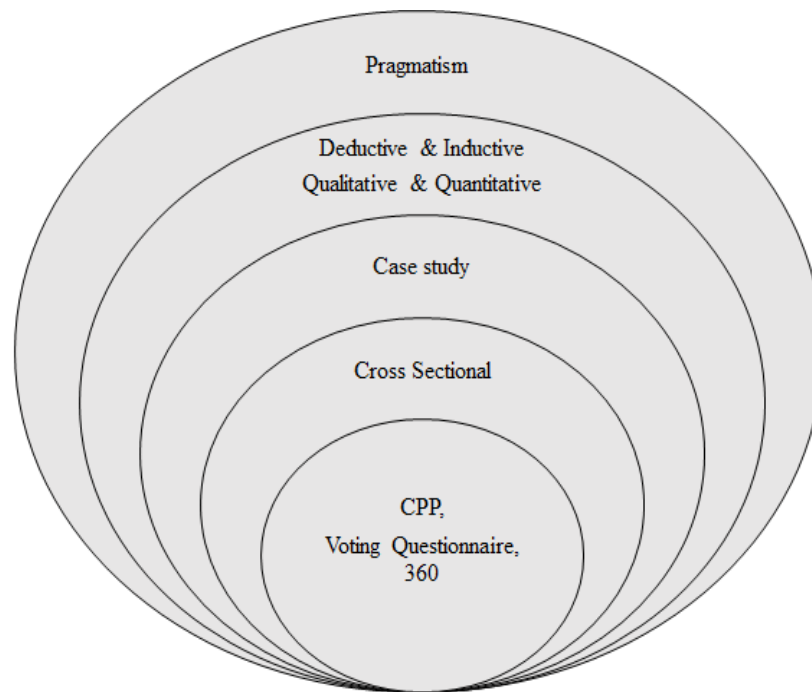 Pragmatism
Deductive & Inductive
Qualitative & Quantitative
Case study
Cross Sectional
CPP,
Voting Questionnaire,
360